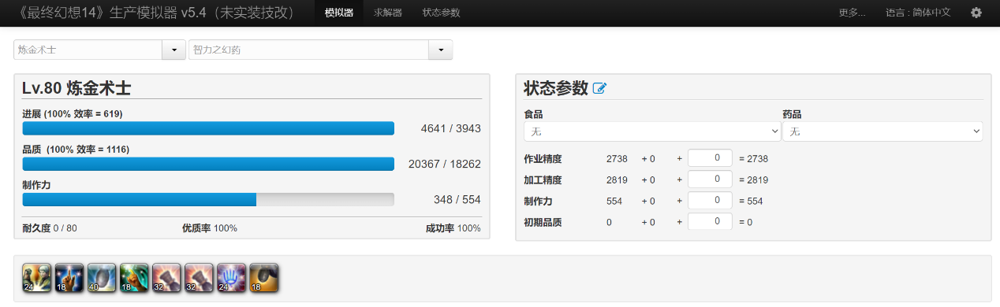 《最终幻想14》生产模拟器 v5.4（未实装技改） 模拟器 求解器 状态参数 更多... 语言 : 简体中文
炼金术士 智力之幻药
Lv.80 炼金术士
进展 (100% 效率 = 619)
4641 / 3943
品质 (100% 效率 = 1116)
20367 / 18262
制作力
348 / 554
耐久度 0 / 80 优质率 100% 成功率 100%
状态参数
食品 药品
无 无
作业精度 2738 + 0 + 0 = 2738
加工精度 2819 + 0 + 0 = 2819
制作力 554 + 0 + 0 = 554
初期品质 0 + 0 + 0 = 0
24 18 40 18 32 32 24 18